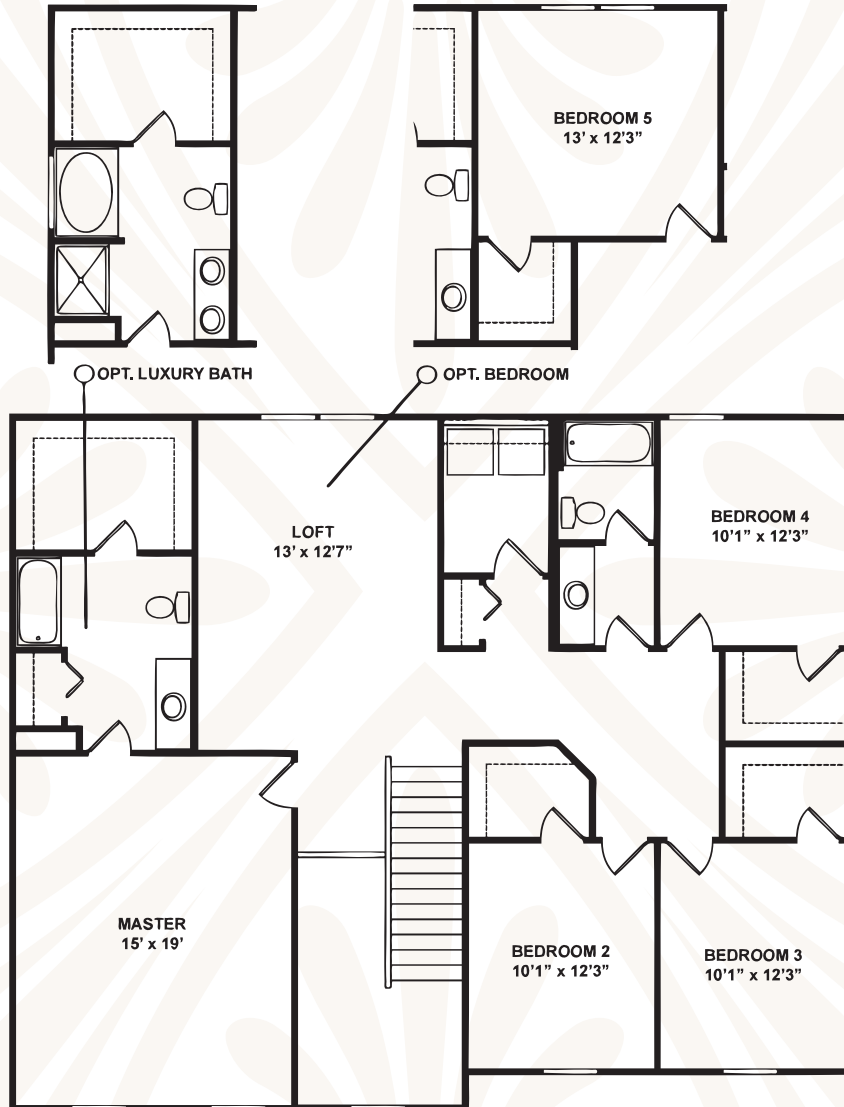 BEDROOM 5
13’ x 12’3”
OPT. LUXURY BATH
OPT. BEDROOM
LOFT
13’ x 12’7”
BEDROOM 4
10’1” x 12’3”
MASTER
15’ x 19’
BEDROOM 2
10’1” x 12’3”
BEDROOM 3
10’1” x 12’3”